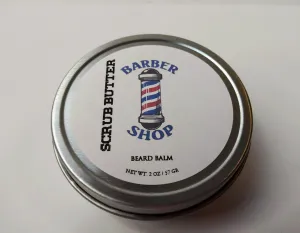 SCRUB BUTTER
BARBER
SHOP
BEARD BALM
NET WT. 2 OZ / 57 GR